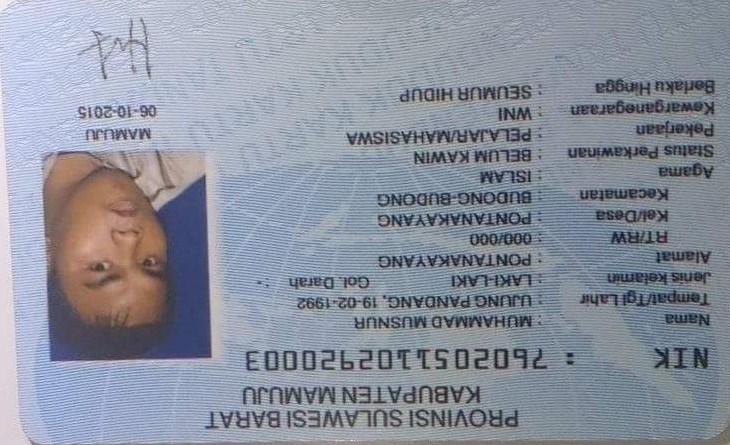 PROVINSI SULAWESI BARAT
KABUPATEN MAMUJU
NIK : 7602051102920003
Nama : MUHAMMAD MUSNUR
Tempat/Tgl Lahir : UJUNG PANDANG, 19-02-1992
Jenis kelamin : LAKI-LAKI Gol. Darah : -
Alamat : PONTANAKAYANG
RT/RW : 000/000
Kel/Desa : PONTANAKAYANG
Kecamatan : BUDONG-BUDONG
Agama : ISLAM
Status Perkawinan : BELUM KAWIN
Pekerjaan : PELAJAR/MAHASISWA
Kewarganegaraan : WNI
Berlaku Hingga : SEUMUR HIDUP
MAMUJU
06-10-2015